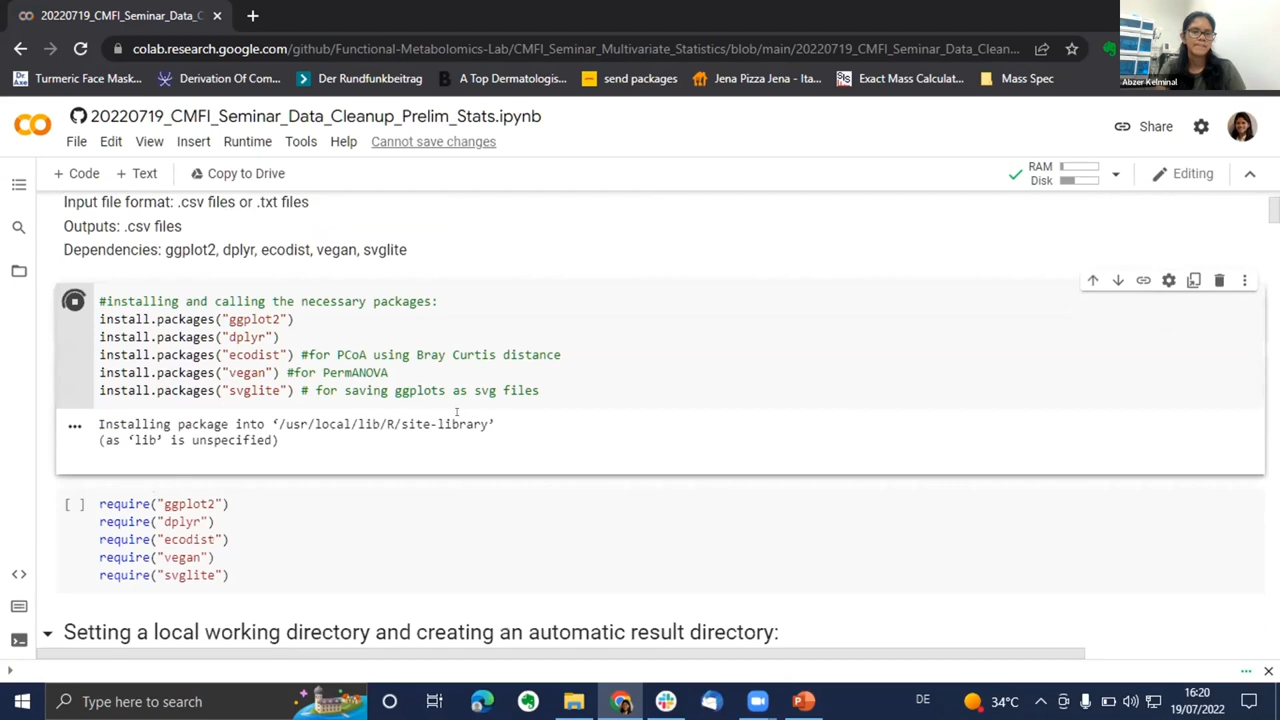 20220719_CMFI_Seminar_Data_C
colab.research.google.com/github/Functional-Metabolomics-Lab/CMFI_Seminar_Multivariate_Statistics/blob/main/20220719_CMFI_Seminar_Data_Clean...
Turmeric Face Mask...
Derivation Of Com...
Der Rundfunkbeitrag
A Top Dermatologis...
send packages
Jena Pizza Jena - Ita...
Exact Mass Calculat...
Mass Spec
Abzer Kelminal
20220719_CMFI_Seminar_Data_Cleanup_Prelim_Stats.ipynb
File Edit View Insert Runtime Tools Help Cannot save changes
Share
+ Code + Text Copy to Drive
RAM
Disk
Editing
Input file format: .csv files or .txt files
Outputs: .csv files
Dependencies: ggplot2, dplyr, ecodist, vegan, svglite
#installing and calling the necessary packages:
install.packages("ggplot2")
install.packages("dplyr")
install.packages("ecodist") #for PCoA using Bray Curtis distance
install.packages("vegan") #for PermANOVA
install.packages("svglite") # for saving ggplots as svg files
Installing package into ‘/usr/local/lib/R/site-library’
(as ‘lib’ is unspecified)
[ ] require("ggplot2")
require("dplyr")
require("ecodist")
require("vegan")
require("svglite")
Setting a local working directory and creating an automatic result directory:
Type here to search
DE
34°C
16:20
19/07/2022